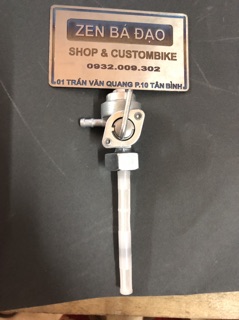 ZEN BÁ ĐẠO
SHOP & CUSTOMBIKE
0932.009.302
01 TRẦN VĂN QUANG P.10 TÂN BÌNH